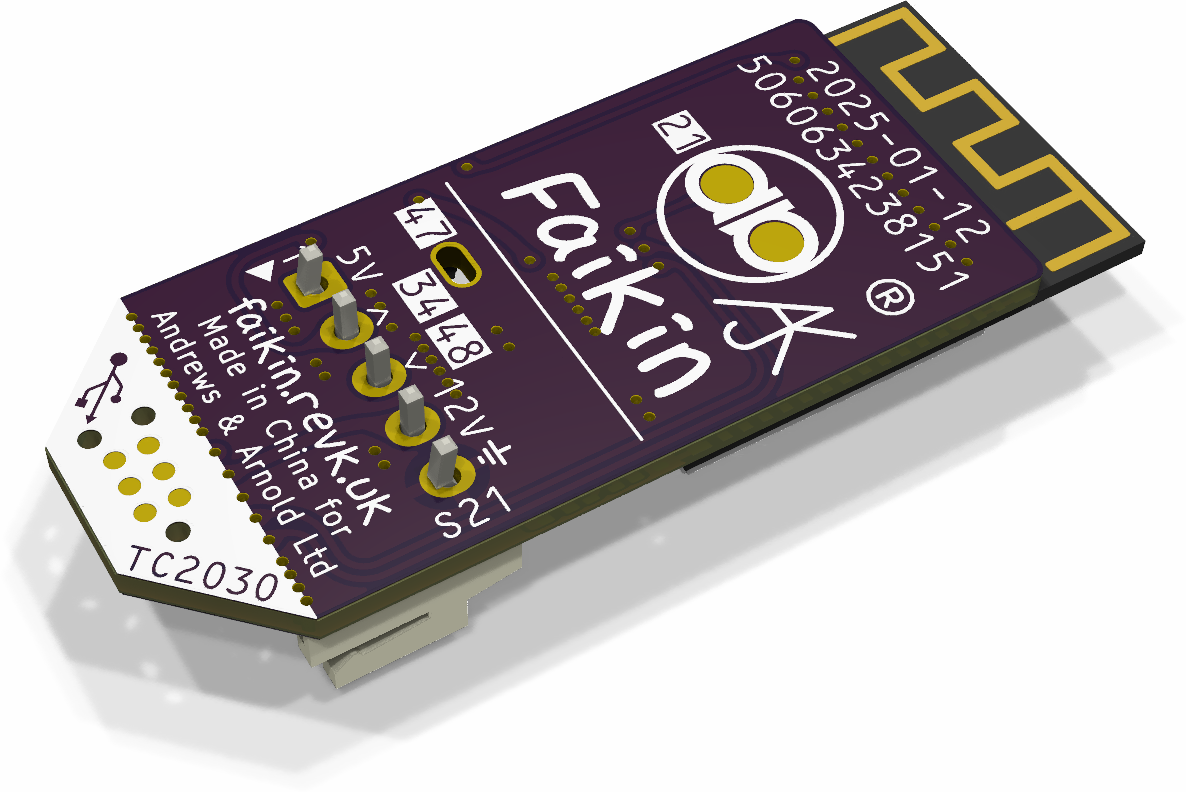 2025-01-12
5060634238151
21
®
AJK
Faikin
47
34 48
5V
^
v
12V
S21
faikin.revk.uk
Made in China for
Andrews & Arnold Ltd
TC2030